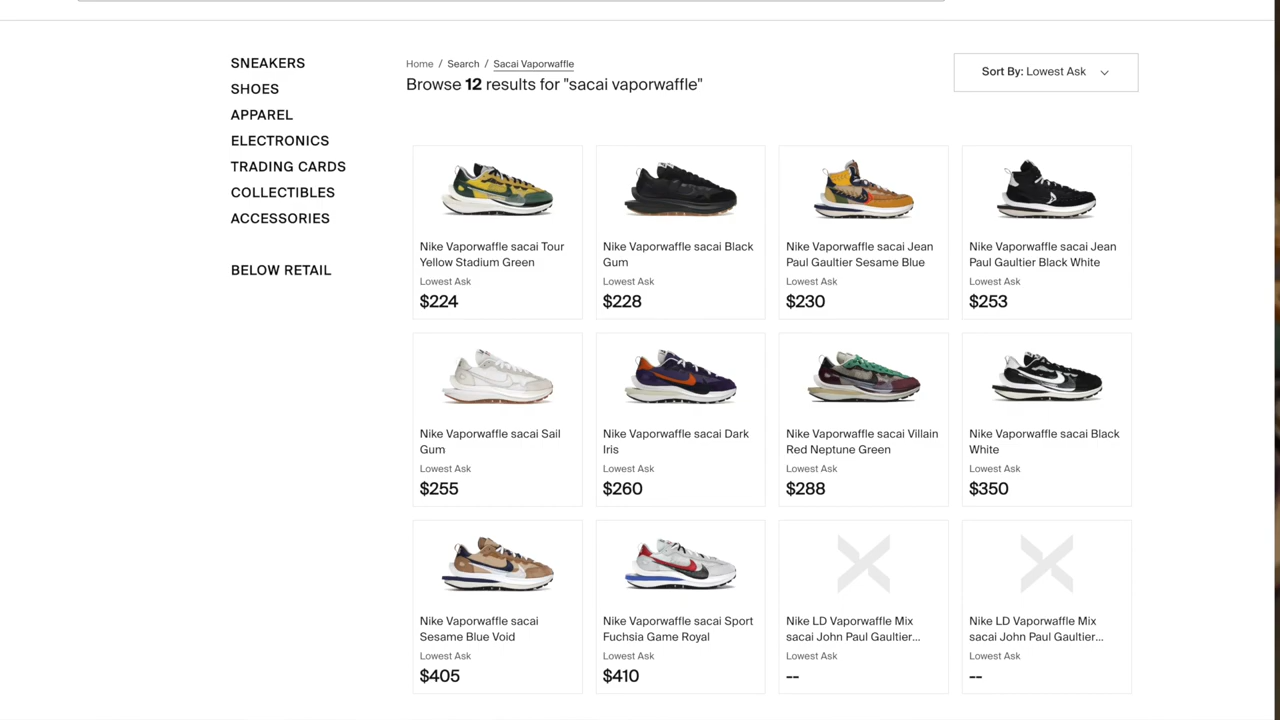 SNEAKERS
SHOES
APPAREL
ELECTRONICS
TRADING CARDS
COLLECTIBLES
ACCESSORIES
BELOW RETAIL
Home / Search / Sacai Vaporwaffle
Browse 12 results for "sacai vaporwaffle"
Sort By: Lowest Ask
Nike Vaporwaffle sacai Tour
Yellow Stadium Green
Lowest Ask
$224
Nike Vaporwaffle sacai Black
Gum
Lowest Ask
$228
Nike Vaporwaffle sacai Jean
Paul Gaultier Sesame Blue
Lowest Ask
$230
Nike Vaporwaffle sacai Jean
Paul Gaultier Black White
Lowest Ask
$253
Nike Vaporwaffle sacai Sail
Gum
Lowest Ask
$255
Nike Vaporwaffle sacai Dark
Iris
Lowest Ask
$260
Nike Vaporwaffle sacai Villain
Red Neptune Green
Lowest Ask
$288
Nike Vaporwaffle sacai Black
White
Lowest Ask
$350
Nike Vaporwaffle sacai
Sesame Blue Void
Lowest Ask
$405
Nike Vaporwaffle sacai Sport
Fuchsia Game Royal
Lowest Ask
$410
Nike LD Vaporwaffle Mix
sacai John Paul Gaultier...
Lowest Ask
--
Nike LD Vaporwaffle Mix
sacai John Paul Gaultier...
Lowest Ask
--